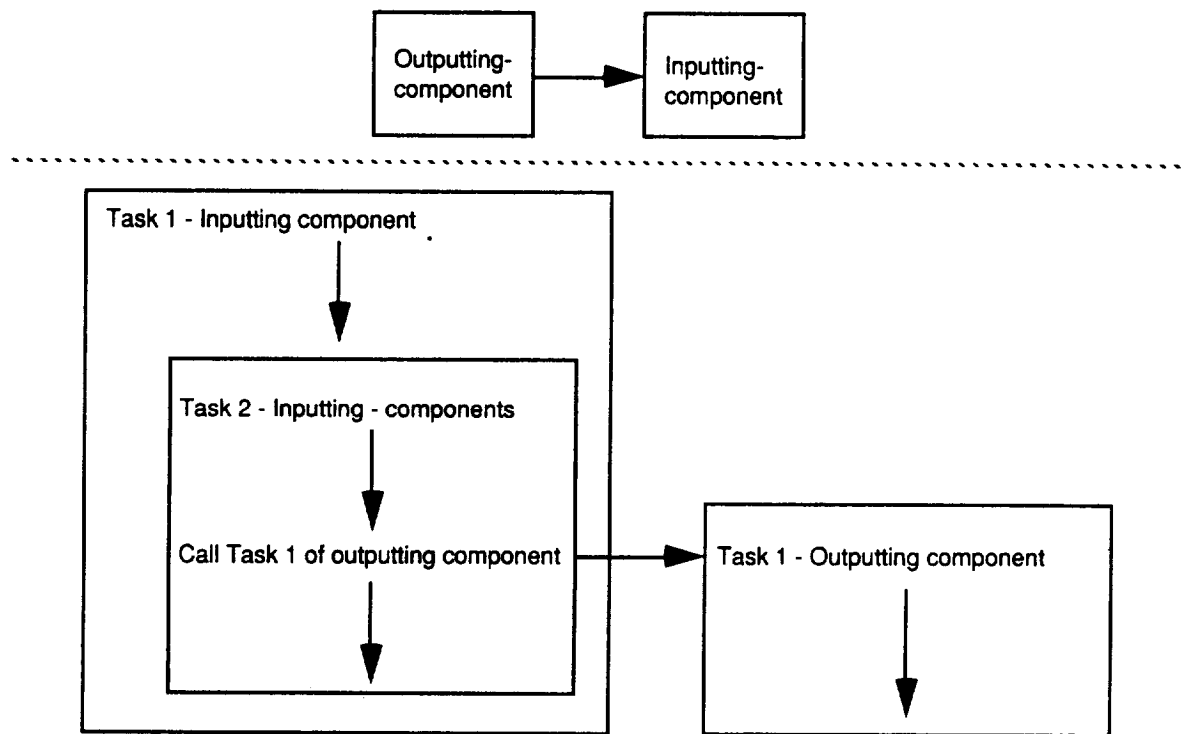 Outputting-
component
Inputting-
component
Task 1 - Inputting component
Task 2 - Inputting - components
Call Task 1 of outputting component
Task 1 - Outputting component